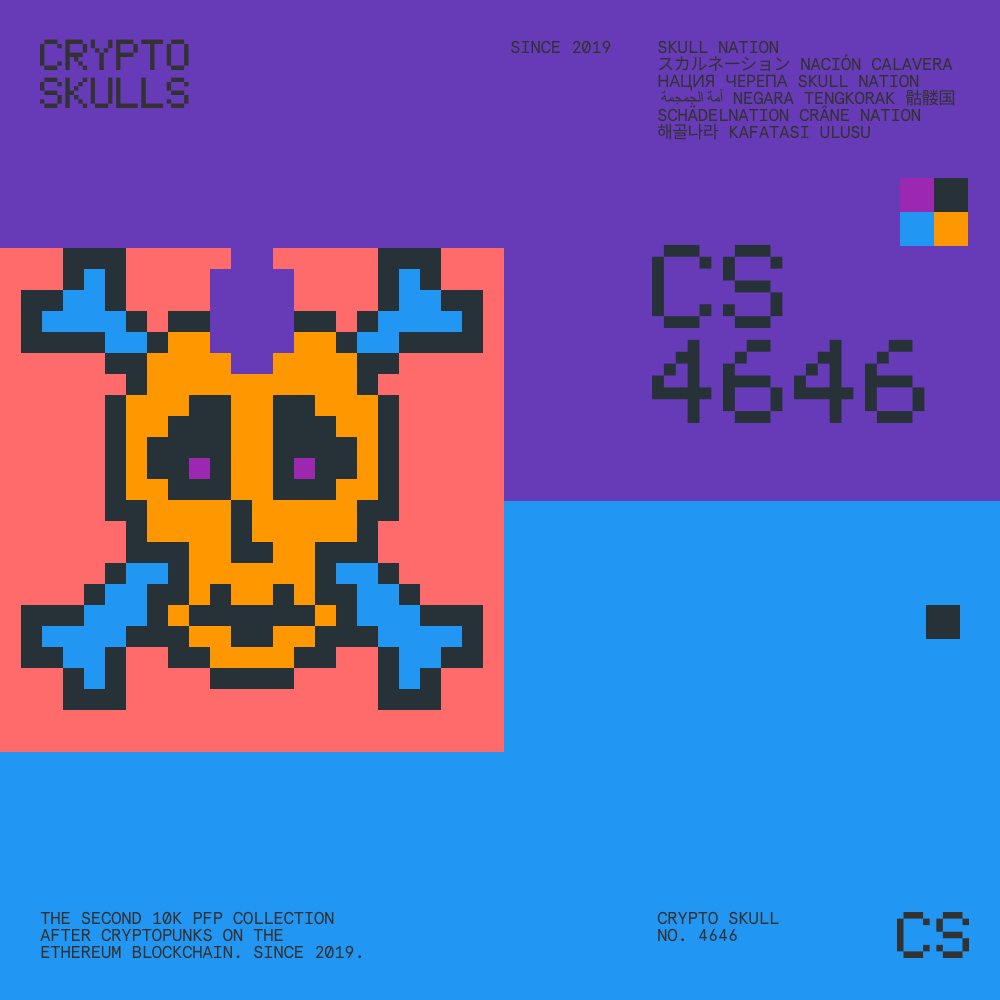 CRYPTO
SKULLS
SINCE 2019
SKULL NATION
スカルネーション NACIÓN CALAVERA
НАЦИЯ ЧЕРЕПА SKULL NATION
أمة الجمجمة NEGARA TENGKORAK 骷髅国
SCHÄDELNATION CRÂNE NATION
해골나라 KAFATASI ULUSU
CS
4646
THE SECOND 10K PFP COLLECTION
AFTER CRYPTOPUNKS ON THE
ETHEREUM BLOCKCHAIN. SINCE 2019.
CRYPTO SKULL
NO. 4646
CS